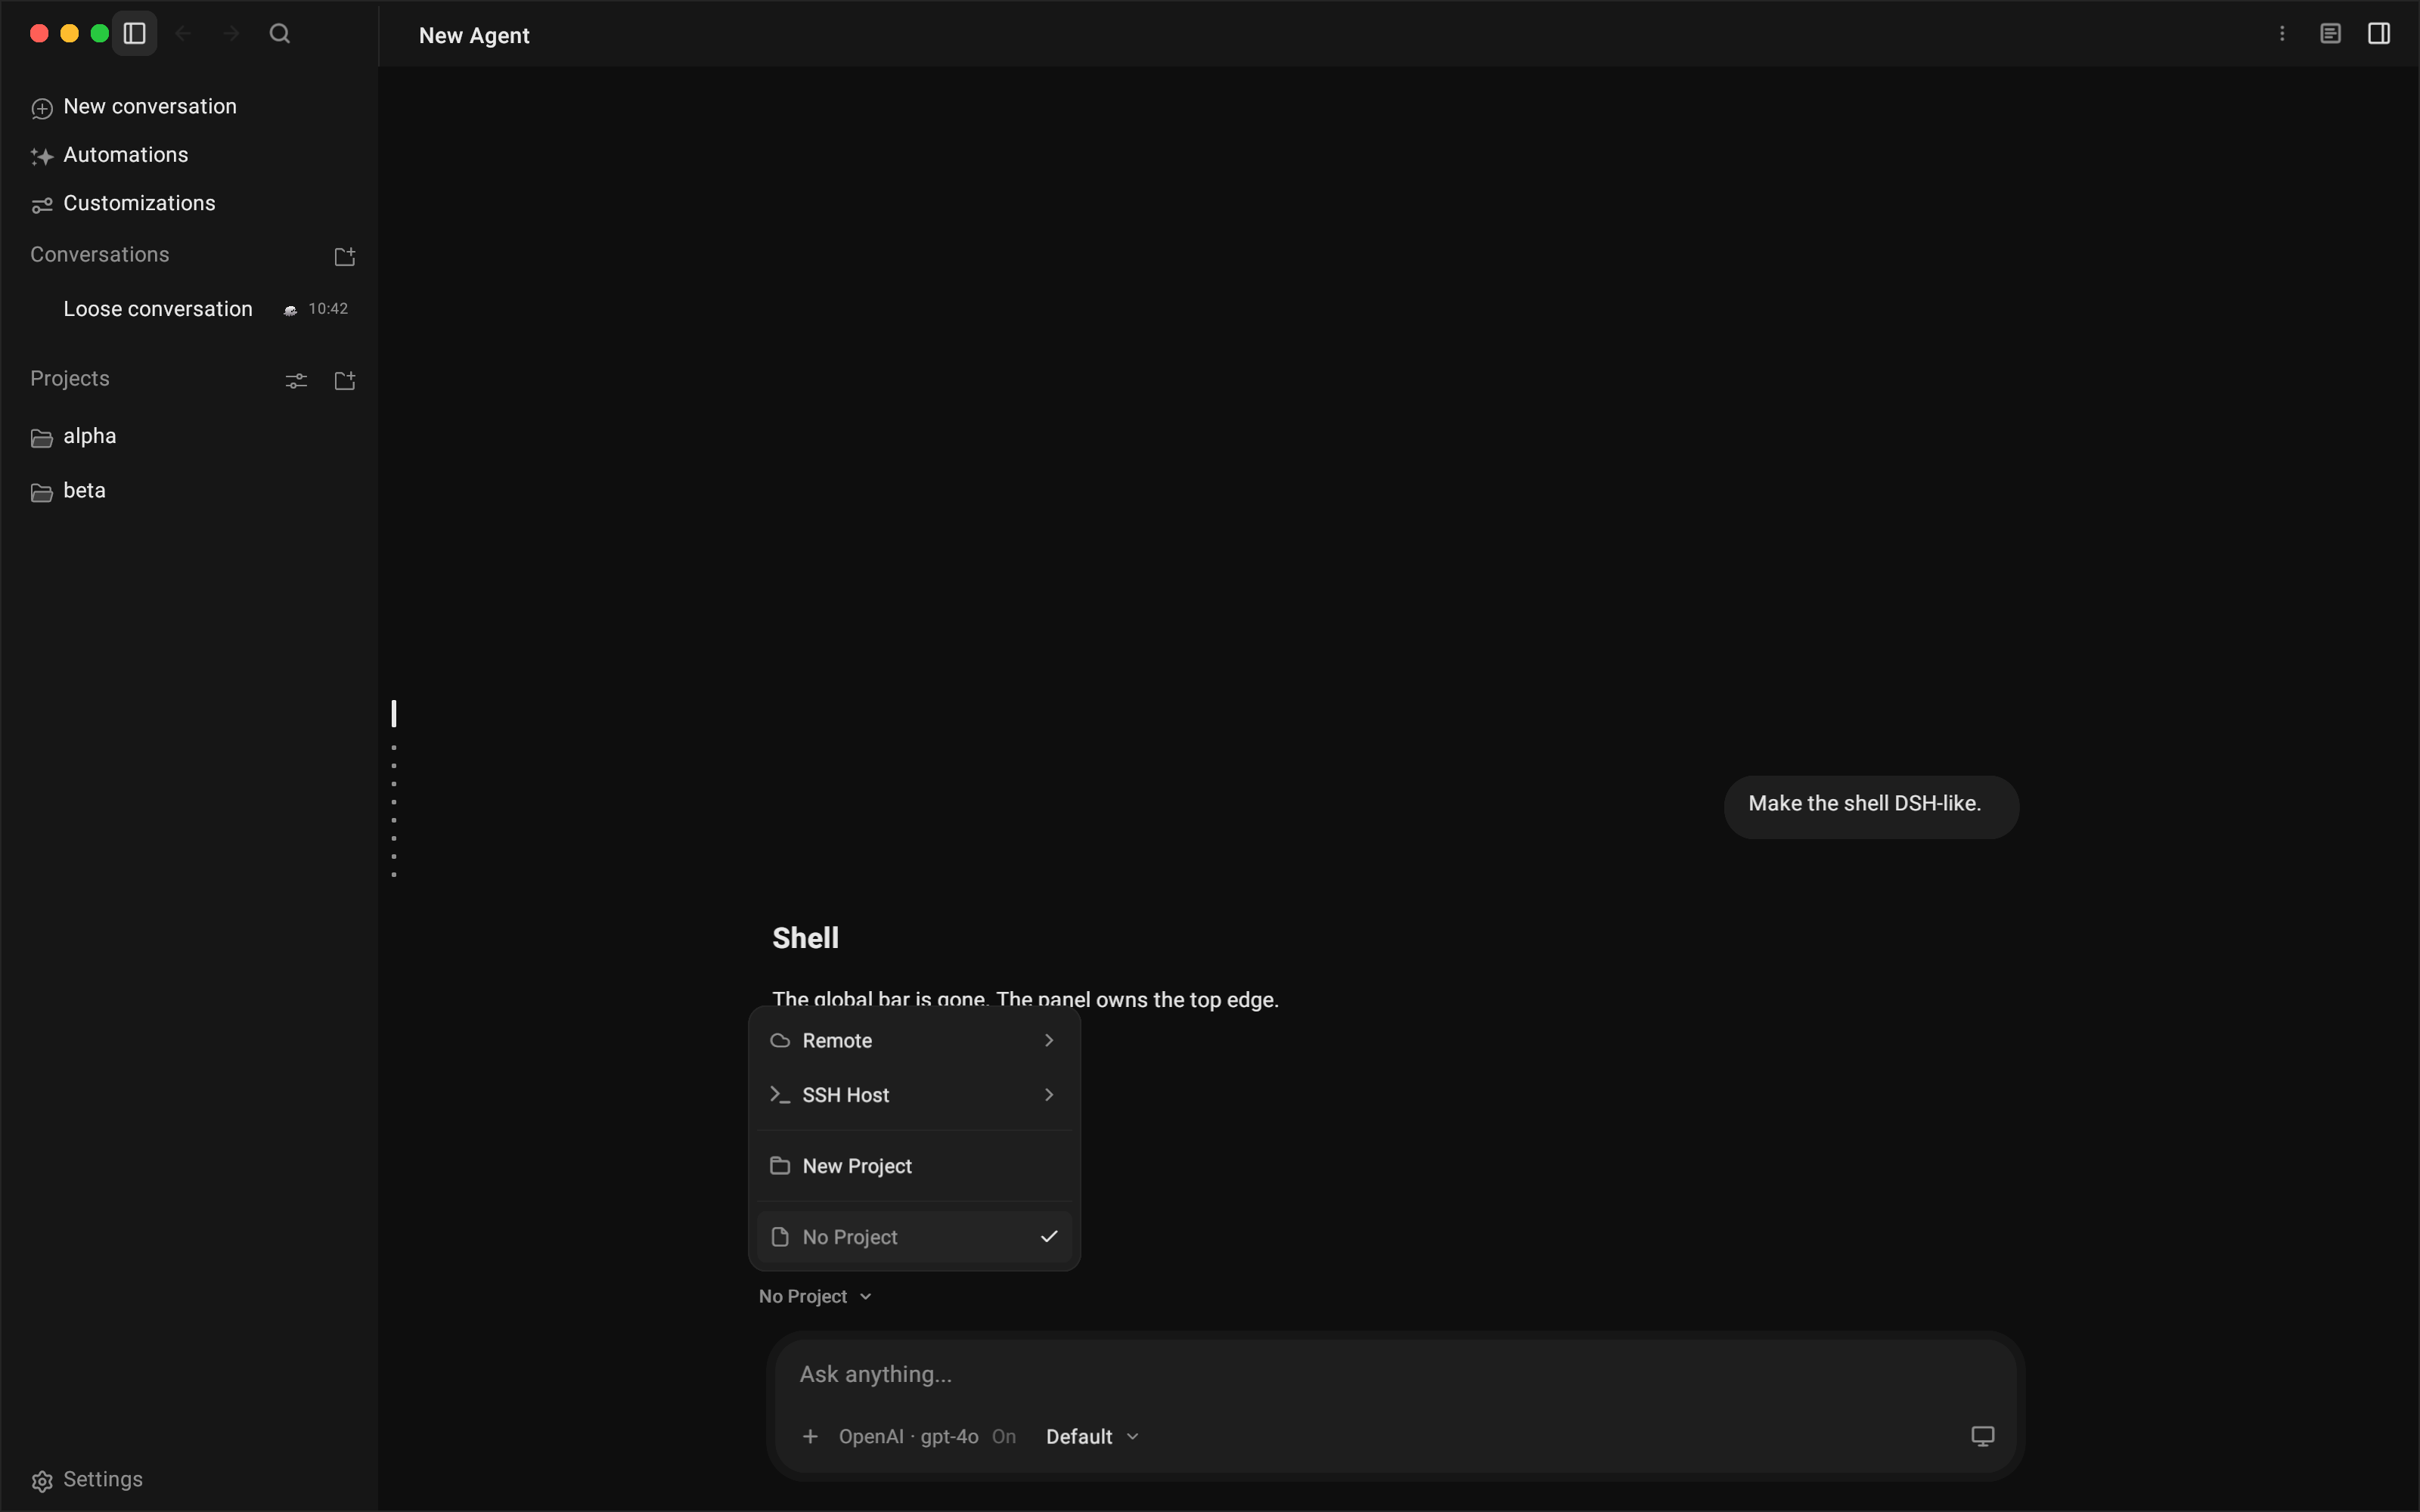 New Agent
New conversation
Automations
Customizations
Conversations
Loose conversation 10:42
Projects
alpha
beta
Settings
Make the shell DSH-like.
Shell
The global bar is gone. The panel owns the top edge.
Remote
SSH Host
New Project
No Project
No Project
Ask anything...
OpenAI · gpt-4o On Default